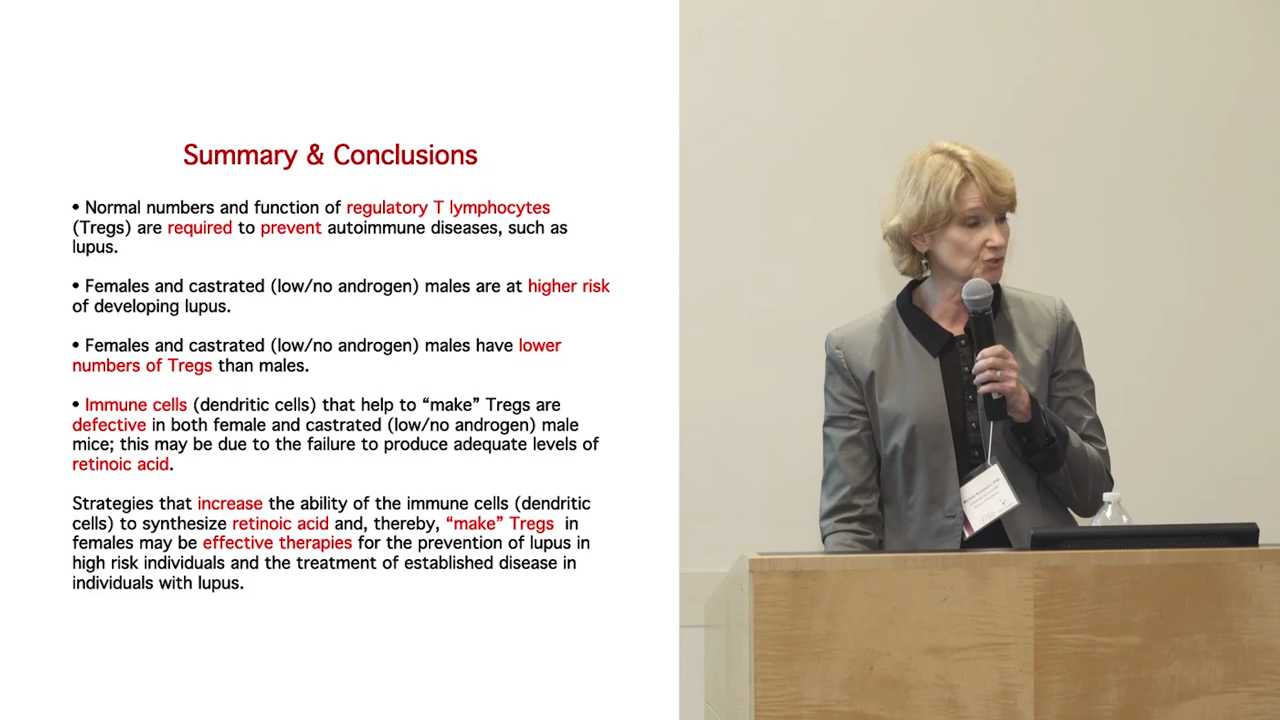 Summary & Conclusions
• Normal numbers and function of regulatory T lymphocytes
(Tregs) are required to prevent autoimmune diseases, such as
lupus.
• Females and castrated (low/no androgen) males are at higher risk
of developing lupus.
• Females and castrated (low/no androgen) males have lower
numbers of Tregs than males.
• Immune cells (dendritic cells) that help to “make” Tregs are
defective in both female and castrated (low/no androgen) male
mice; this may be due to the failure to produce adequate levels of
retinoic acid.
Strategies that increase the ability of the immune cells (dendritic
cells) to synthesize retinoic acid and, thereby, “make” Tregs in
females may be effective therapies for the prevention of lupus in
high risk individuals and the treatment of established disease in
individuals with lupus.